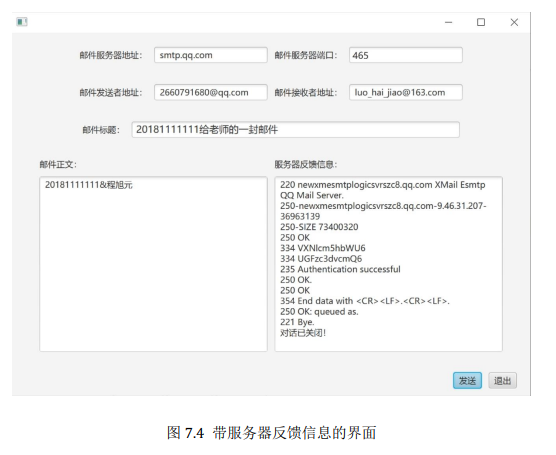 邮件服务器地址： smtp.qq.com 邮件服务器端口： 465
邮件发送者地址： 2660791680@qq.com 邮件接收者地址： luo_hai_jiao@163.com
邮件标题： 20181111111给老师的一封邮件
邮件正文：
20181111111&程旭元
服务器反馈信息：
220 newxmesmtplogicsvrszc8.qq.com XMail Esmtp
QQ Mail Server.
250-newxmesmtplogicsvrszc8.qq.com-9.46.31.207-
36963139
250-SIZE 73400320
250 OK
334 VXNlcm5hbWU6
334 UGFzc3dvcmQ6
235 Authentication successful
250 OK.
250 OK
354 End data with <CR><LF>.<CR><LF>.
250 OK: queued as.
221 Bye.
对话已关闭!
发送 退出
图 7.4 带服务器反馈信息的界面